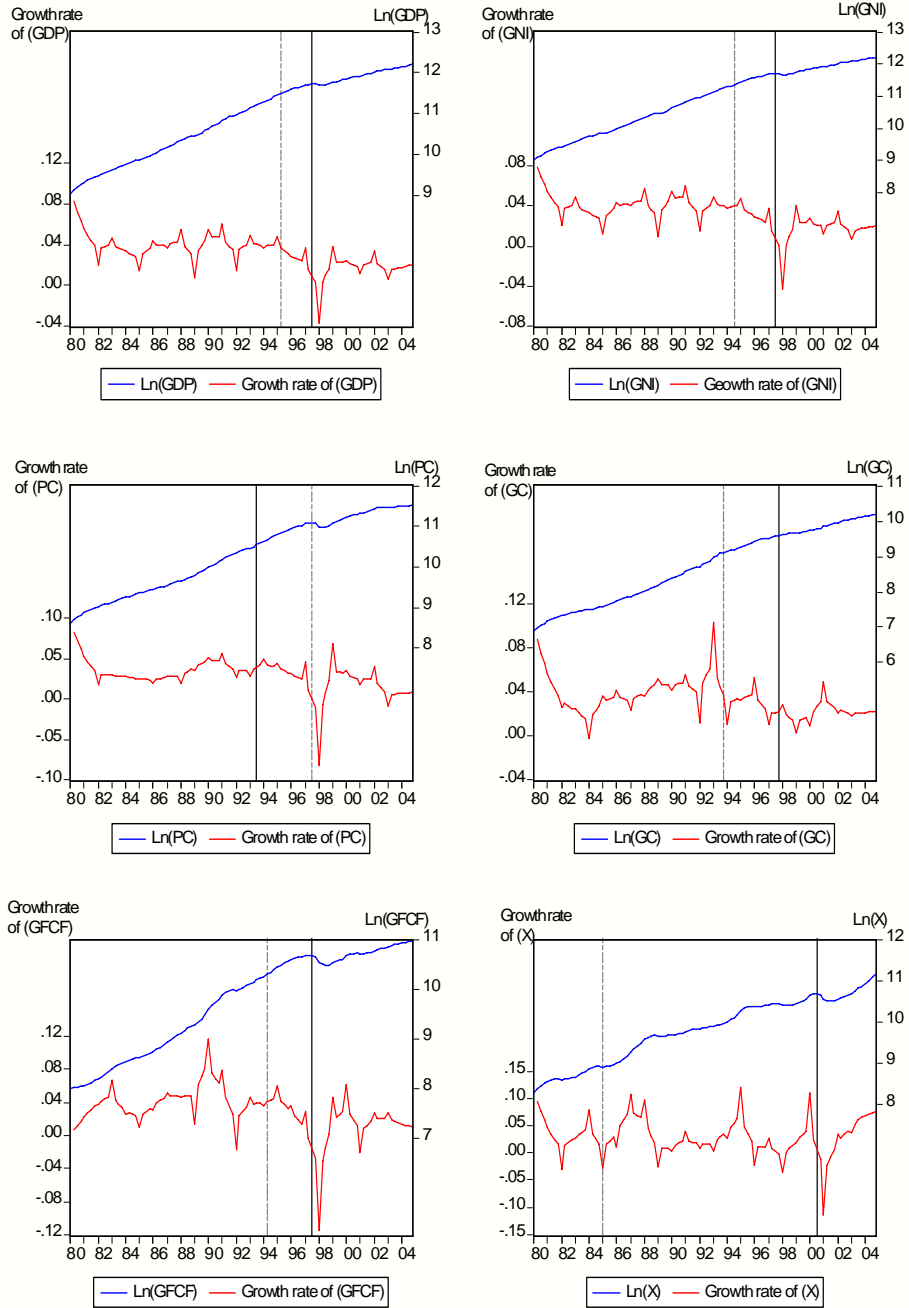 Growth rate
of (GDP)
Ln(GDP)
13
12
11
10
9
.12
.08
.04
.00
-.04
80 82 84 86 88 90 92 94 96 98 00 02 04
Ln(GDP) Growth rate of (GDP)
Growth rate
of (GNI)
Ln(GNI)
13
12
11
10
9
8
.08
.04
.00
-.04
-.08
80 82 84 86 88 90 92 94 96 98 00 02 04
Ln(GNI) Geowth rate of (GNI)
Growth rate
of (PC)
Ln(PC)
12
11
10
9
8
.10
.05
.00
-.05
-.10
80 82 84 86 88 90 92 94 96 98 00 02 04
Ln(PC) Growth rate of (PC)
Growth rate
of (GC)
Ln(GC)
11
10
9
8
7
6
.12
.08
.04
.00
-.04
80 82 84 86 88 90 92 94 96 98 00 02 04
Ln(GC) Growth rate of (GC)
Growth rate
of (GFCF)
Ln(GFCF)
11
10
9
8
7
.12
.08
.04
.00
-.04
-.08
-.12
80 82 84 86 88 90 92 94 96 98 00 02 04
Ln(GFCF) Growth rate of (GFCF)
Growth rate
of (X)
Ln(X)
12
11
10
9
8
.15
.10
.05
.00
-.05
-.10
-.15
80 82 84 86 88 90 92 94 96 98 00 02 04
Ln(X) Growth rate of (X)